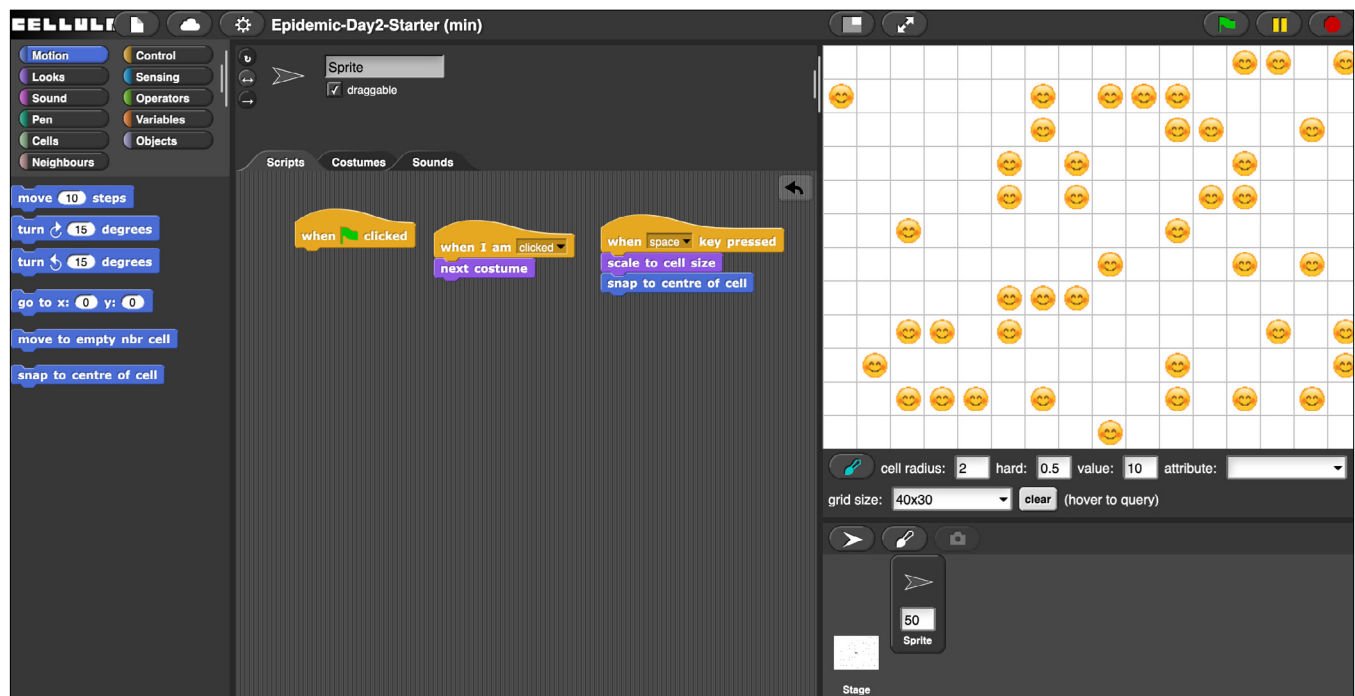 CELLUL
Epidemic-Day2-Starter (min)
Motion
Control
Looks
Sensing
Sound
Operators
Pen
Variables
Cells
Objects
Neighbours
move 10 steps
turn 15 degrees
turn 15 degrees
go to x: 0 y: 0
move to empty nbr cell
snap to centre of cell
Sprite
draggable
Scripts
Costumes
Sounds
when clicked
when I am clicked
next costume
when space key pressed
scale to cell size
snap to centre of cell
cell radius: 2 hard: 0.5 value: 10 attribute:
grid size: 40x30 clear (hover to query)
50
Sprite
Stage